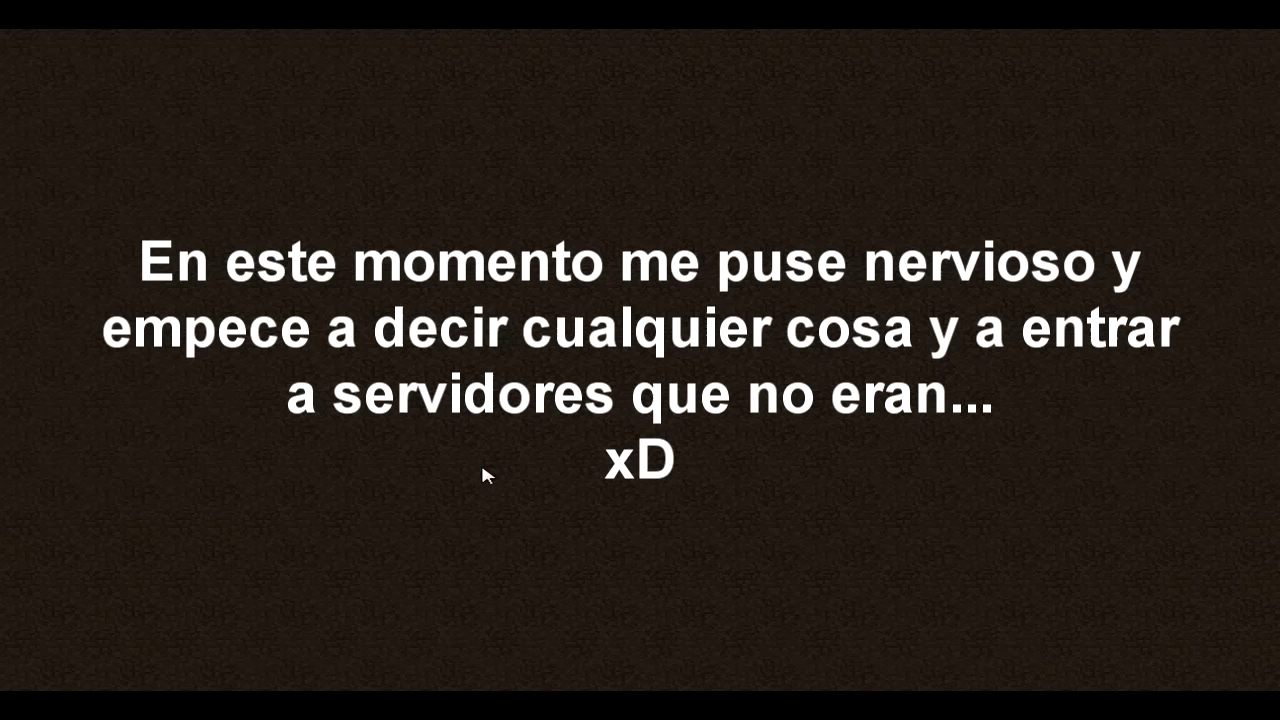 En este momento me puse nervioso y
empece a decir cualquier cosa y a entrar
a servidores que no eran...
xD